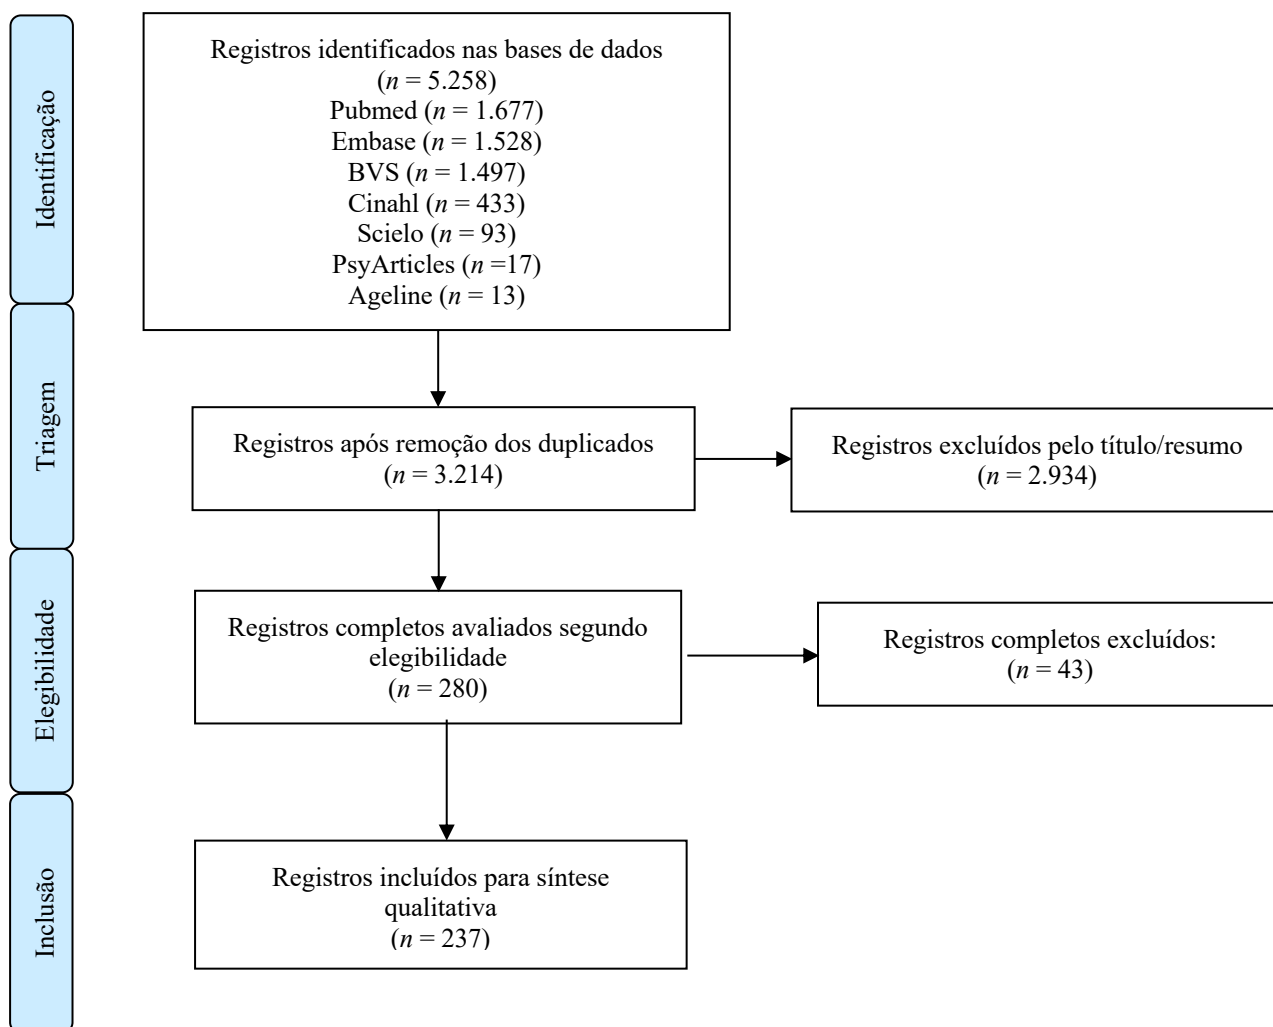 Identificação
Registros identificados nas bases de dados
(n = 5.258)
Pubmed (n = 1.677)
Embase (n = 1.528)
BVS (n = 1.497)
Cinahl (n = 433)
Scielo (n = 93)
PsyArticles (n =17)
Ageline (n = 13)
Triagem
Registros após remoção dos duplicados
(n = 3.214)
Registros excluídos pelo título/resumo
(n = 2.934)
Elegibilidade
Registros completos avaliados segundo
elegibilidade
(n = 280)
Registros completos excluídos:
(n = 43)
Inclusão
Registros incluídos para síntese
qualitativa
(n = 237)